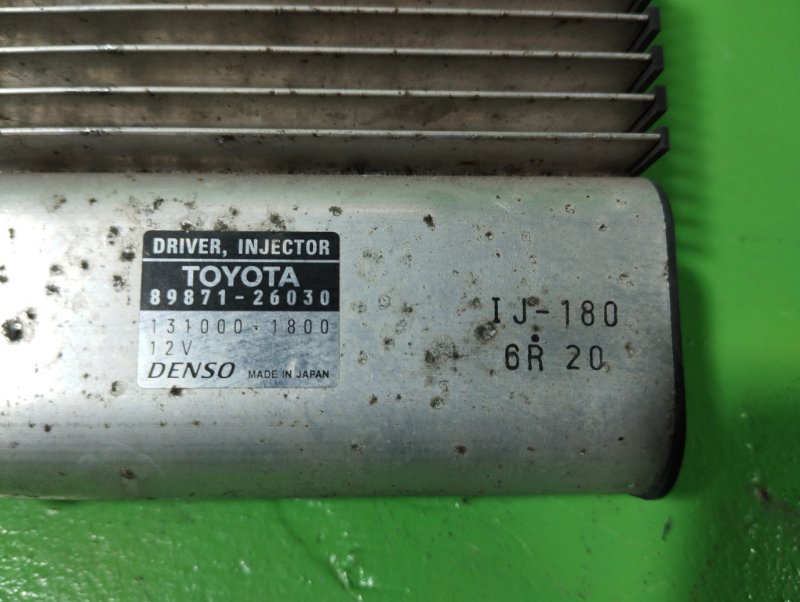 DRIVER, INJECTOR
TOYOTA
89871-26030
131000-1800
12V
DENSO MADE IN JAPAN
IJ-180
6R 20